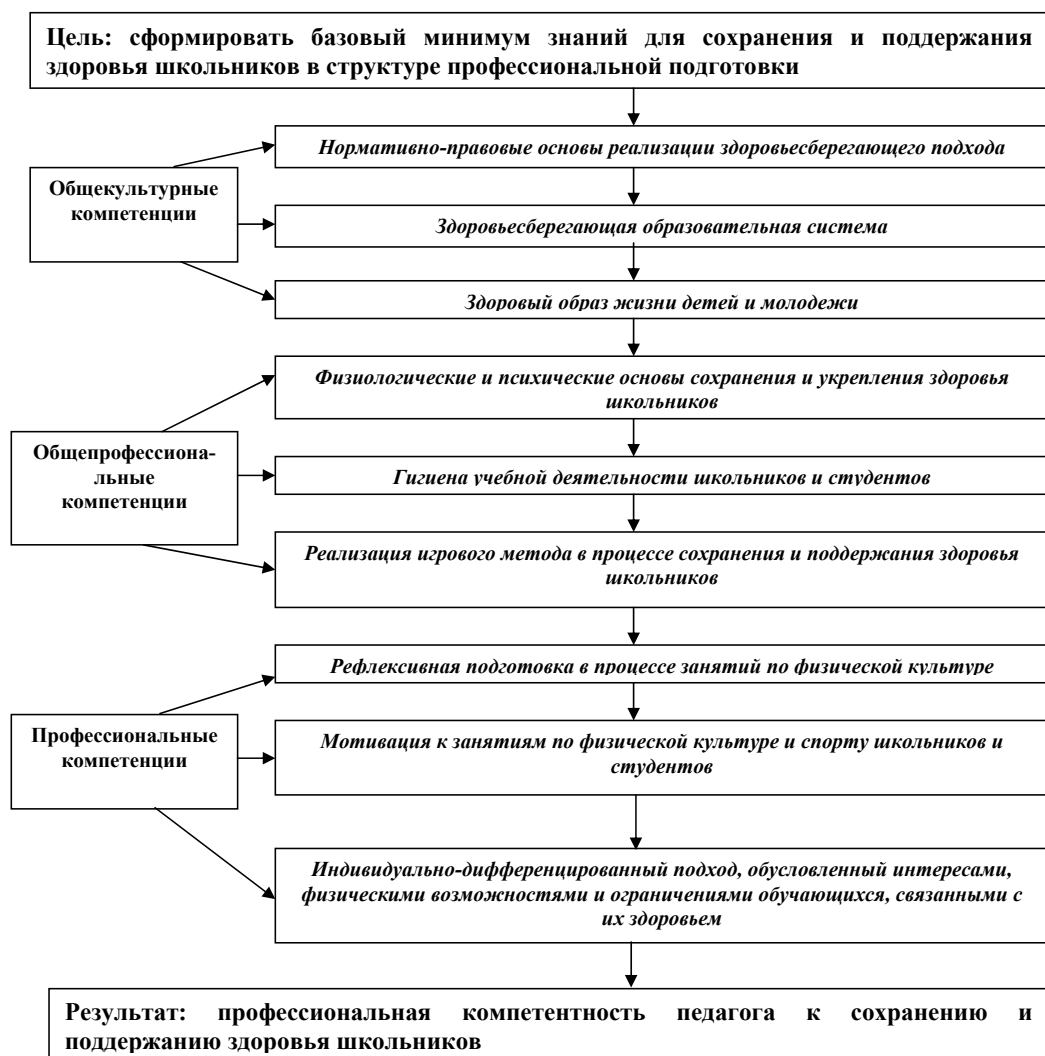 Цель: сформировать базовый минимум знаний для сохранения и поддержания
здоровья школьников в структуре профессиональной подготовки
Нормативно-правовые основы реализации здоровьесберегающего подхода
Общекультурные
компетенции
Здоровьесберегающая образовательная система
Здоровый образ жизни детей и молодежи
Физиологические и психические основы сохранения и укрепления здоровья
школьников
Общепрофессиона-
льные
компетенции
Гигиена учебной деятельности школьников и студентов
Реализация игрового метода в процессе сохранения и поддержания здоровья
школьников
Рефлексивная подготовка в процессе занятий по физической культуре
Профессиональные
компетенции
Мотивация к занятиям по физической культуре и спорту школьников и
студентов
Индивидуально-дифференцированный подход, обусловленный интересами,
физическими возможностями и ограничениями обучающихся, связанными с
их здоровьем
Результат: профессиональная компетентность педагога к сохранению и
поддержанию здоровья школьников